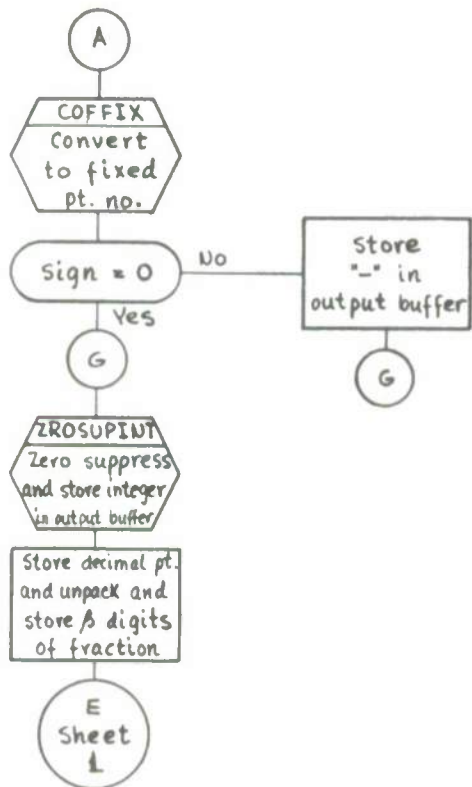 A
COFFIX
Convert
to fixed
pt. no.
Sign = 0
No
Store
"-" in
output buffer
Yes
G
G
ZROSUPINT
Zero suppress
and store integer
in output buffer
Store decimal pt.
and unpack and
store β digits
of fraction
E
Sheet
1